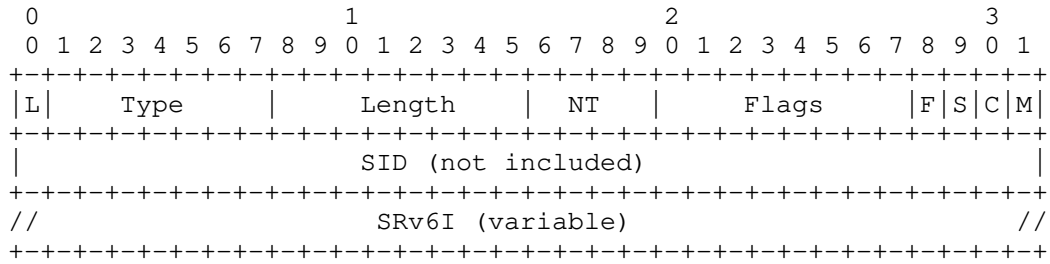 0                   1                   2                   3
 0 1 2 3 4 5 6 7 8 9 0 1 2 3 4 5 6 7 8 9 0 1 2 3 4 5 6 7 8 9 0 1
+-+-+-+-+-+-+-+-+-+-+-+-+-+-+-+-+-+-+-+-+-+-+-+-+-+-+-+-+-+-+-+-+
|L|    Type     |     Length    |  NT   |     Flags     |F|S|C|M|
+-+-+-+-+-+-+-+-+-+-+-+-+-+-+-+-+-+-+-+-+-+-+-+-+-+-+-+-+-+-+-+-+
|                     SID (not included)                        |
+-+-+-+-+-+-+-+-+-+-+-+-+-+-+-+-+-+-+-+-+-+-+-+-+-+-+-+-+-+-+-+-+
//                     SRv6I (variable)                        //
+-+-+-+-+-+-+-+-+-+-+-+-+-+-+-+-+-+-+-+-+-+-+-+-+-+-+-+-+-+-+-+-+